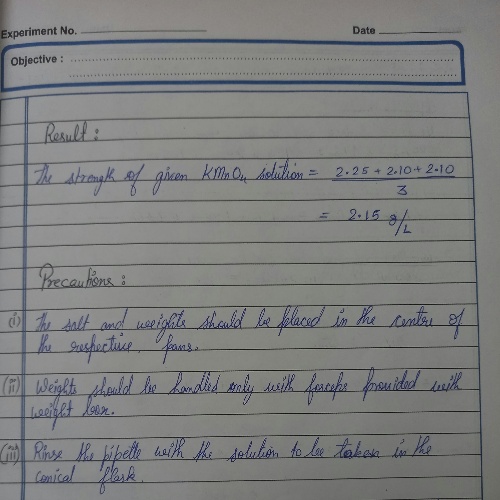 Experiment No.
Date
Objective :
Result :
The strength of given KMnO₄ solution = 2.25 + 2.10 + 2.10
3
= 2.15 g/L
Precautions :
(i) The salt and weights should be placed in the centre of
the respective pans.
(ii) Weights should be handled only with forceps provided with
weight box.
(iii) Rinse the pipette with the solution to be taken in the
conical flask.